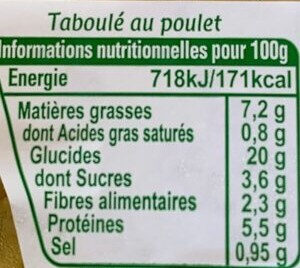 Taboulé au poulet
Informations nutritionnelles pour 100g
Energie 718kJ/171kcal
Matières grasses 7,2 g
dont Acides gras saturés 0,8 g
Glucides 20 g
dont Sucres 3,6 g
Fibres alimentaires 2,3 g
Protéines 5,5 g
Sel 0,95 g